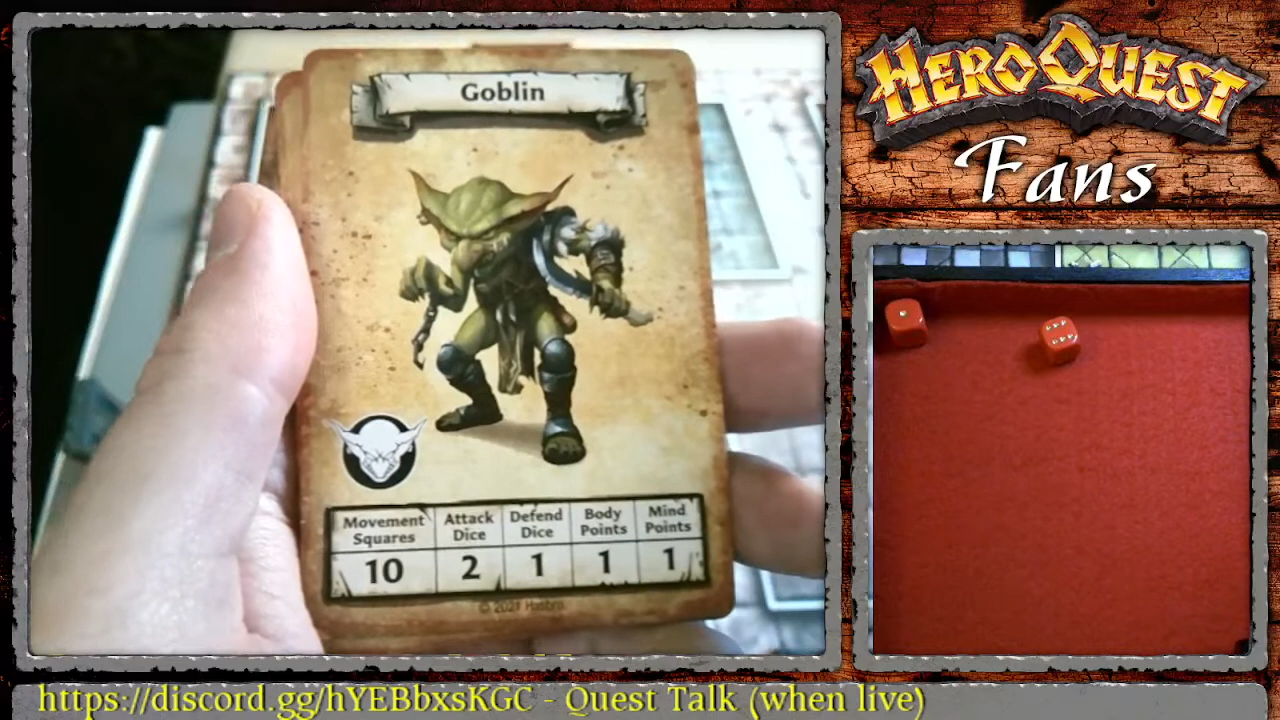 Goblin
Movement Squares
Attack Dice
Defend Dice
Body Points
Mind Points
10 2 1 1 1
© 2021 Hasbro.
HEROQUEST
Fans
https://discord.gg/hYEBbxsKGC - Quest Talk (when live)